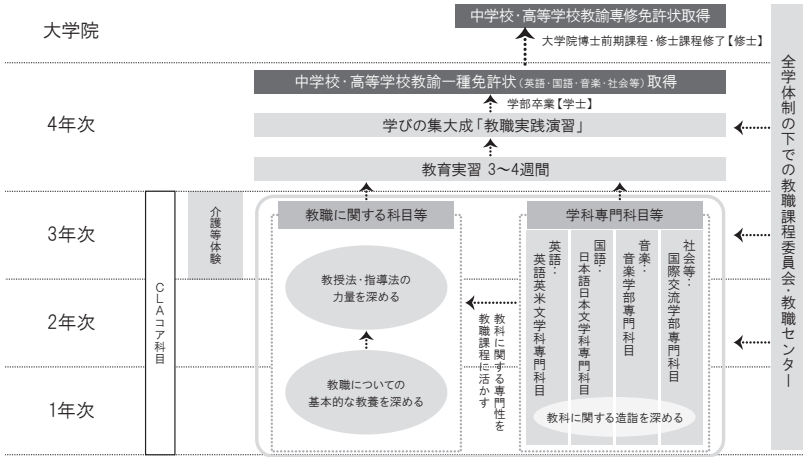 大学院
中学校・高等学校教諭専修免許状取得
大学院博士前期課程・修士課程修了【修士】
中学校・高等学校教諭一種免許状（英語・国語・音楽・社会等）取得
学部卒業【学士】
4年次
学びの集大成「教職実践演習」
教育実習 3～4週間
3年次
2年次
1年次
CLAコア科目
介護等体験
教職に関する科目等
教授法・指導法の
力量を深める
教職についての
基本的な教養を深める
教科に関する専門性を
教職課程に活かす
学科専門科目等
英語：
英語英米文学科専門科目
国語：
日本語日本文学科専門科目
音楽：
音楽学部専門科目
社会等：
国際交流学部専門科目
教科に関する造詣を深める
全学体制の下での教職課程委員会・教職センター